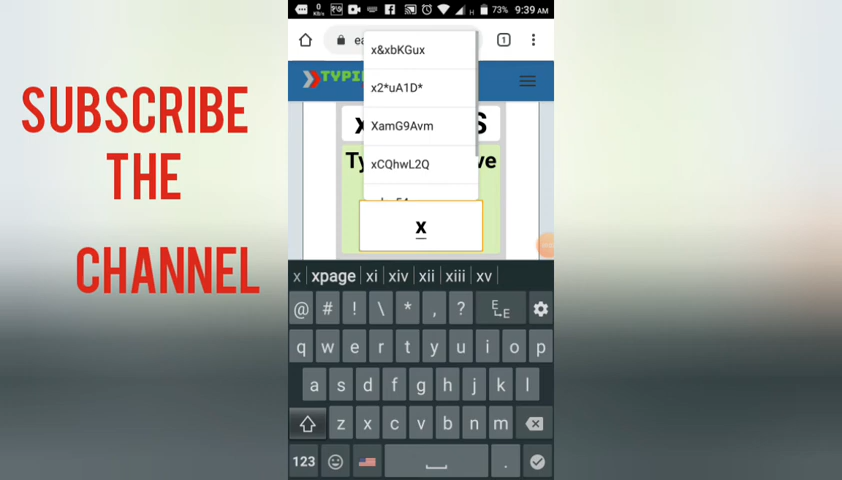 SUBSCRIBE
THE
CHANNEL
73% 9:39 AM
1
x&xbKGux
x2*uA1D*
XamG9Avm
xCQhwL2Q
x
x xpage xi xiv xii xiii xv
@ # ! \ * , ?
q w e r t y u i o p
a s d f g h j k l
z x c v b n m
123 .